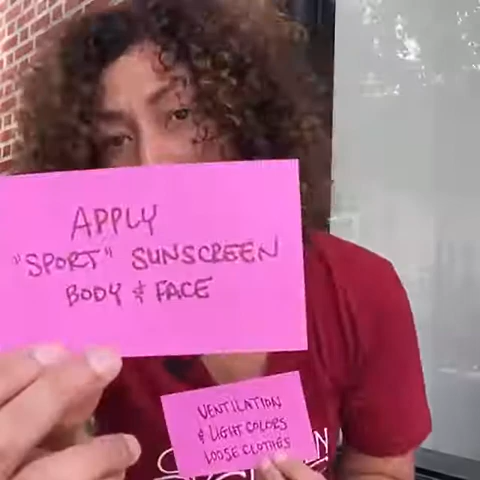 APPLY
"SPORT" SUNSCREEN
BODY & FACE
VENTILATION
& LIGHT COLORS
LOOSE CLOTHES